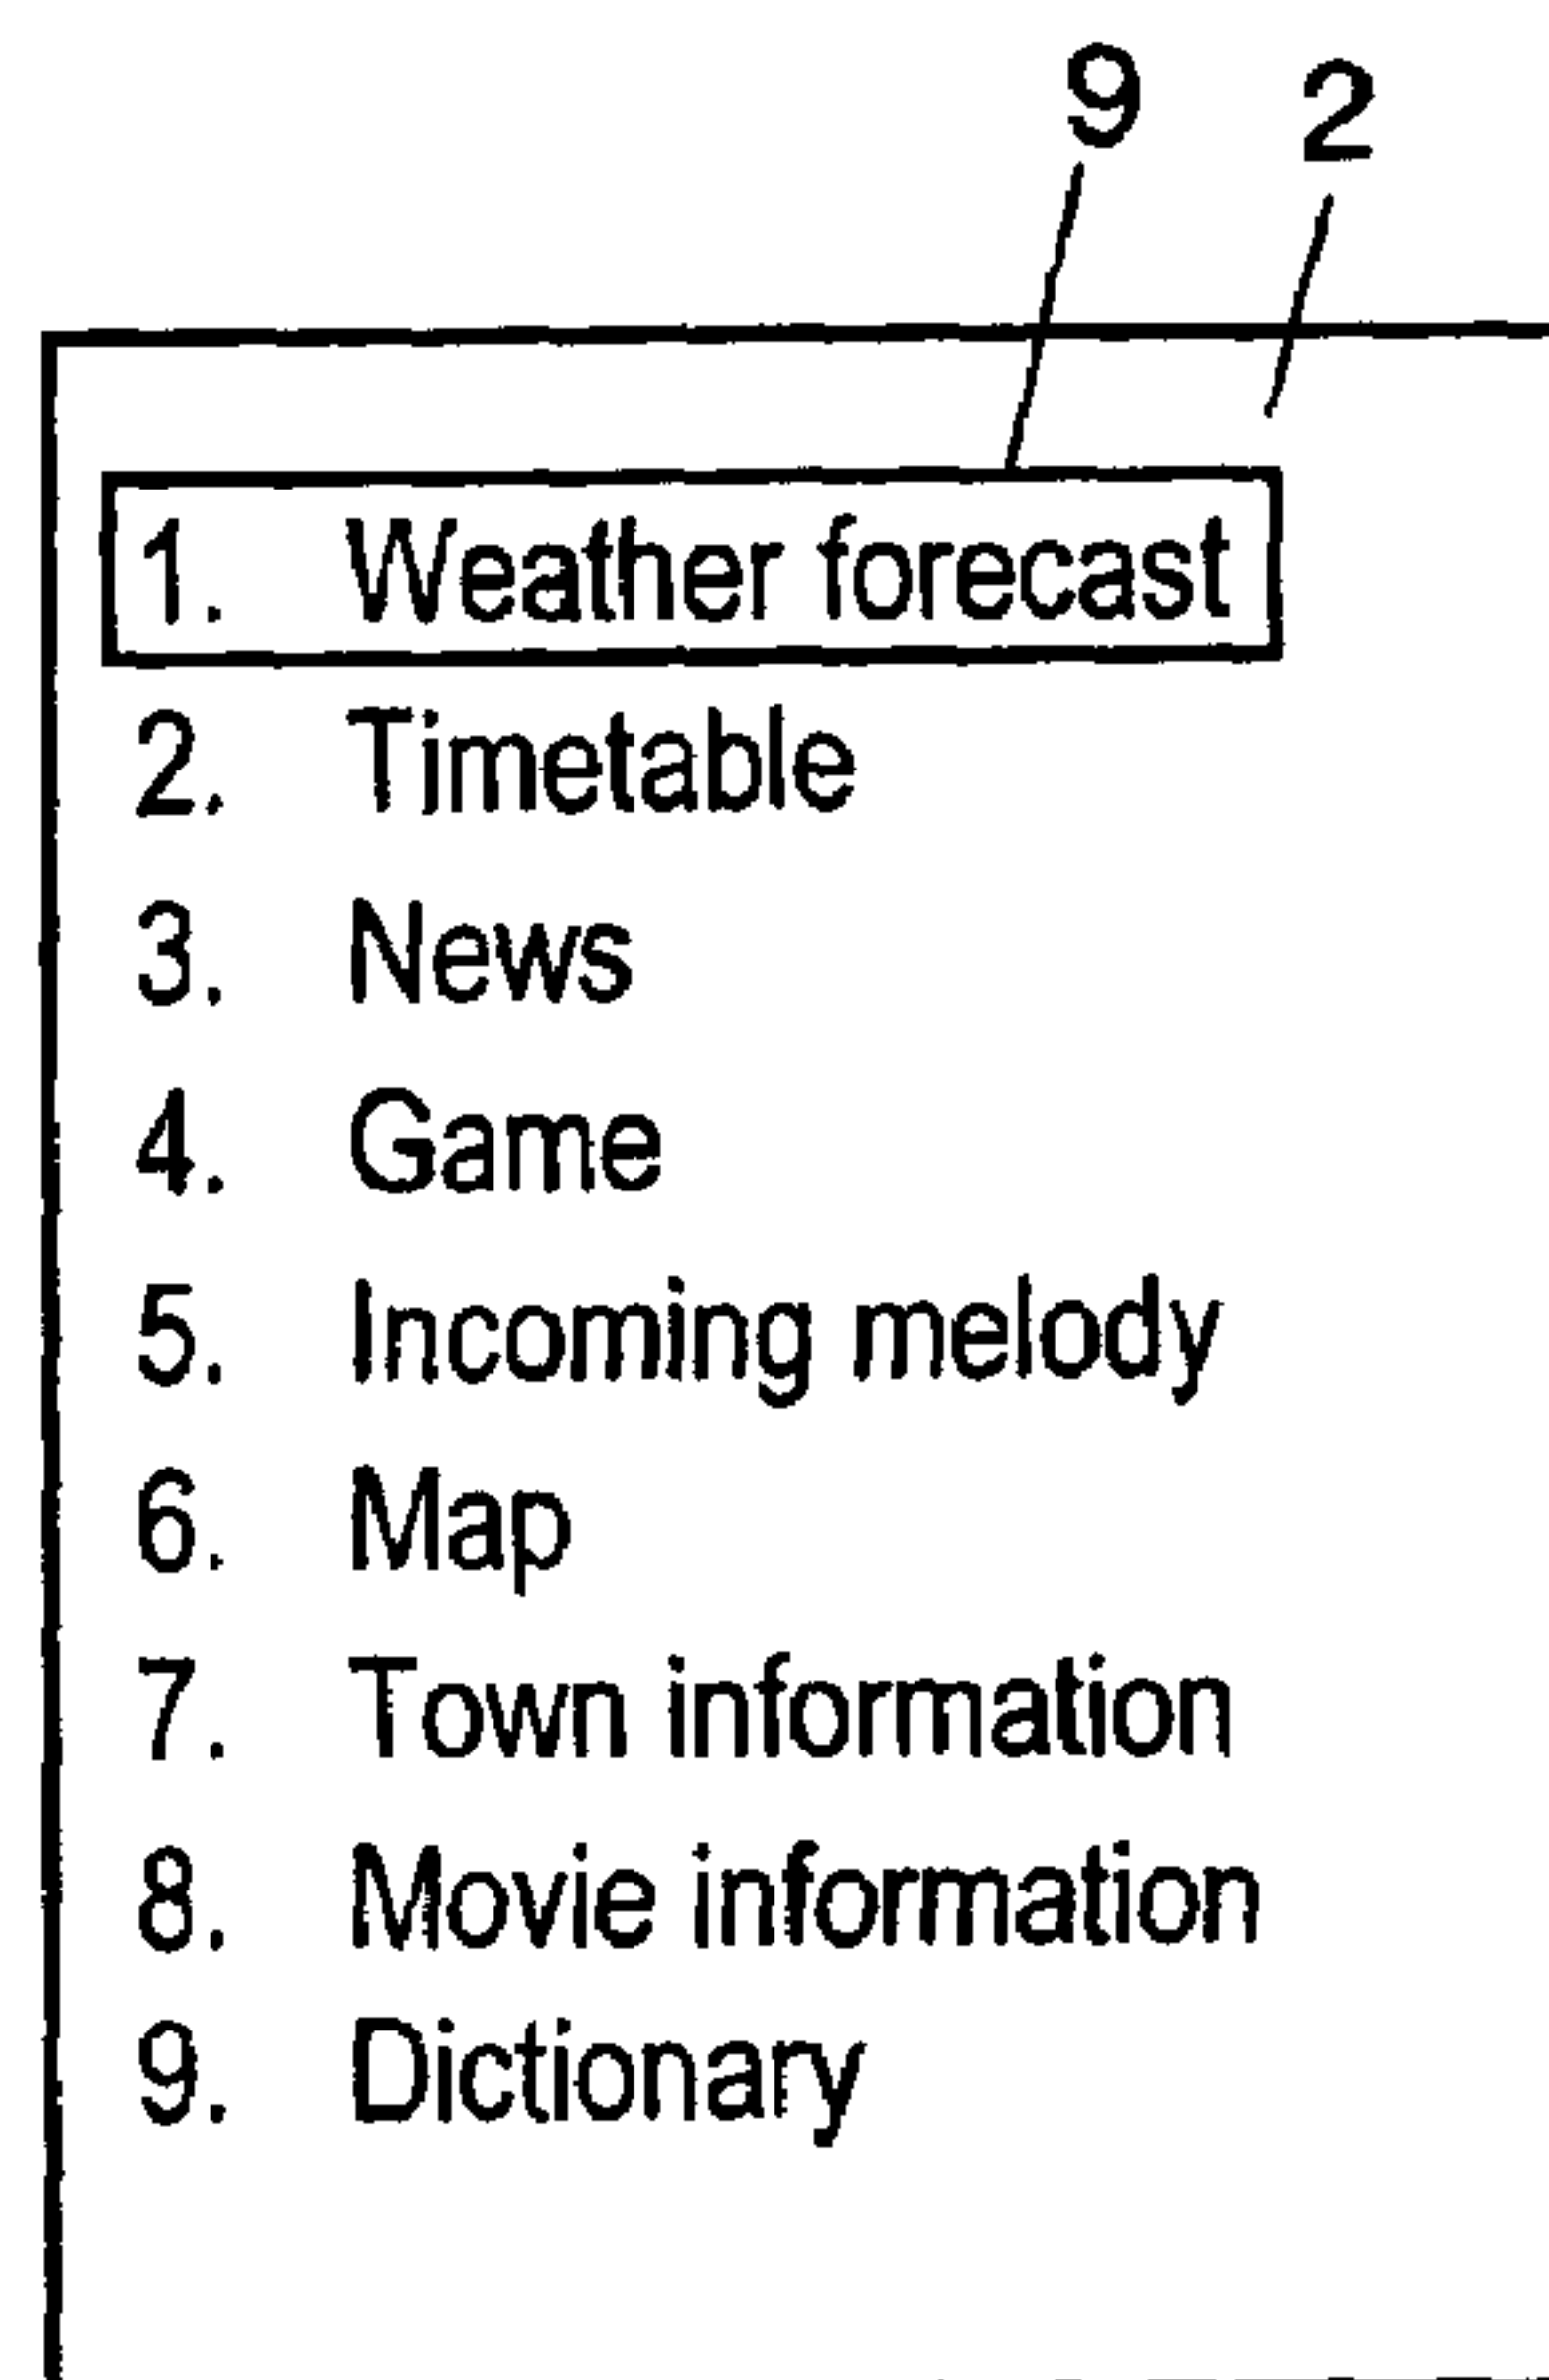 9 2
1. Weather forecast
2. Timetable
3. News
4. Game
5. Incoming melody
6. Map
7. Town information
8. Movie information
9. Dictionary